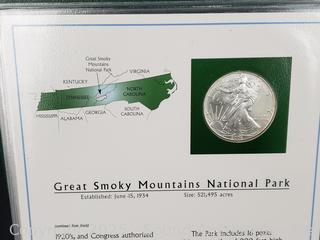 Great Smoky
Mountains
National Park
VIRGINIA
KENTUCKY
TENNESSEE
NORTH
CAROLINA
MISSISSIPPI
ALABAMA
GEORGIA
SOUTH
CAROLINA
Great Smoky Mountains National Park
Established: June 15, 1934 Size: 521,495 acres
1920's, and Congress authorized
The Park includes 16 peaks